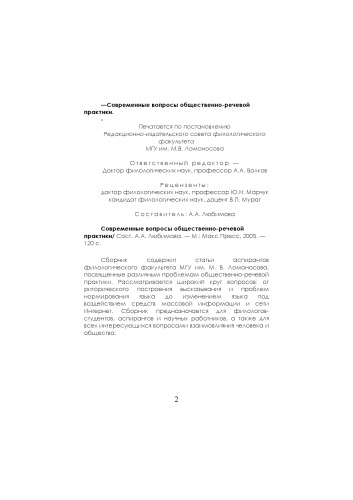 —Современные вопросы общественно-речевой
практики.
.
Печатается по постановлению
Редакционно-издательского совета филологического
факультета
МГУ им. М.В. Ломоносова
Ответственный редактор —
Доктор филологических наук, профессор А.А. Волков
Рецензенты:
доктор филологических наук, профессор Ю.Н. Марчук
кандидат филологических наук, доцент В.П. Мурат
Составитель: А.А. Любимова
Современные вопросы общественно-речевой
практики/ Сост. А.А. Любимова. — М.: Макс Пресс, 2005. —
120 с.
Сборник содержит статьи аспирантов
филологического факультета МГУ им. М. В. Ломоносова,
посвященные различным проблемам общественно-речевой
практики. Рассматривается широкий круг вопросов: от
риторического построения высказывания и проблем
нормирования языка до изменением языка под
воздействием средств массовой информации и сети
Интернет. Сборник предназначается для филологов-
студентов, аспирантов и научных работников, а также для
всех интересующихся вопросами взаимовлияния человека и
общества.
2